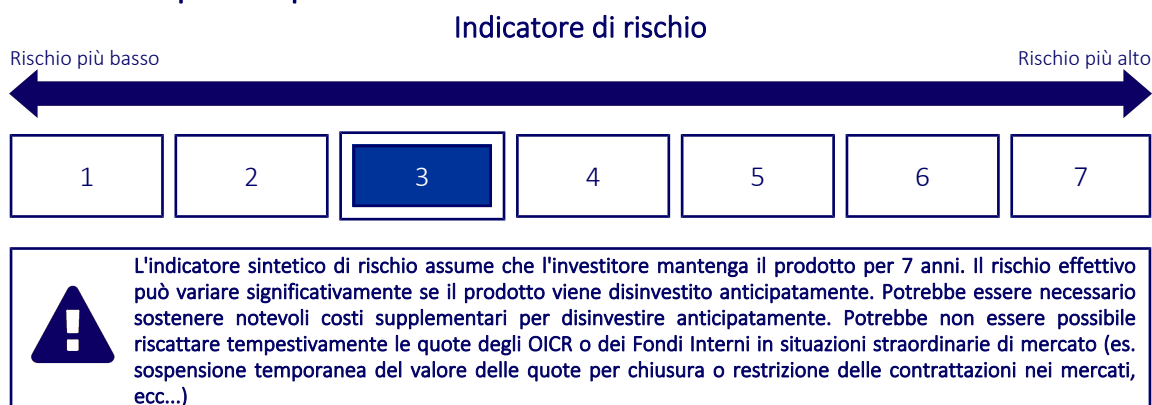 Indicatore di rischio
Rischio più basso
Rischio più alto
1 2 3 4 5 6 7
L'indicatore sintetico di rischio assume che l'investitore mantenga il prodotto per 7 anni. Il rischio effettivo
può variare significativamente se il prodotto viene disinvestito anticipatamente. Potrebbe essere necessario
sostenere notevoli costi supplementari per disinvestire anticipatamente. Potrebbe non essere possibile
riscattare tempestivamente le quote degli OICR o dei Fondi Interni in situazioni straordinarie di mercato (es.
sospensione temporanea del valore delle quote per chiusura o restrizione delle contrattazioni nei mercati,
ecc...)